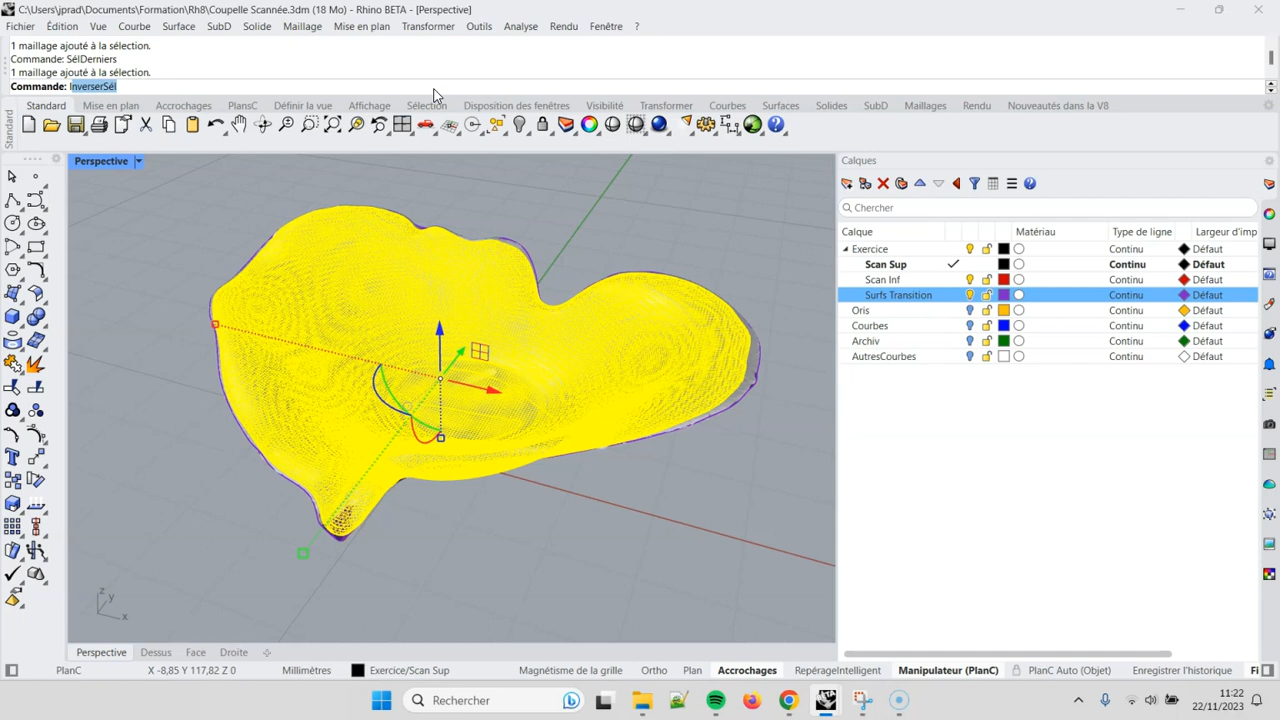 C:\Users\jprad\Documents\Formation\Rh8\Coupelle Scannée.3dm (18 Mo) - Rhino BETA - [Perspective]
Fichier Édition Vue Courbe Surface SubD Solide Maillage Mise en plan Transformer Outils Analyse Rendu Fenêtre ?
1 maillage ajouté à la sélection.
Commande: SélDerniers
1 maillage ajouté à la sélection.
Commande: InverserSél
Standard Mise en plan Accrochages PlansC Définir la vue Affichage Sélection Disposition des fenêtres Visibilité Transformer Courbes Surfaces Solides SubD Maillages Rendu Nouveautés dans la V8
Standard
Perspective
Calques
Chercher
Calque Matériau Type de ligne Largeur d'imp
Exercice Continu Défaut
Scan Sup Continu Défaut
Scan Inf Continu Défaut
Surfs Transition Continu Défaut
Oris Continu Défaut
Courbes Continu Défaut
Archiv Continu Défaut
AutresCourbes Continu Défaut
z y x
Perspective Dessus Face Droite
PlanC X -8,85 Y 117,82 Z 0 Millimètres Exercice/Scan Sup Magnétisme de la grille Ortho Plan Accrochages RepérageIntelligent Manipulateur (PlanC) PlanC Auto (Objet) Enregistrer l'historique Fi
Rechercher
11:22
22/11/2023